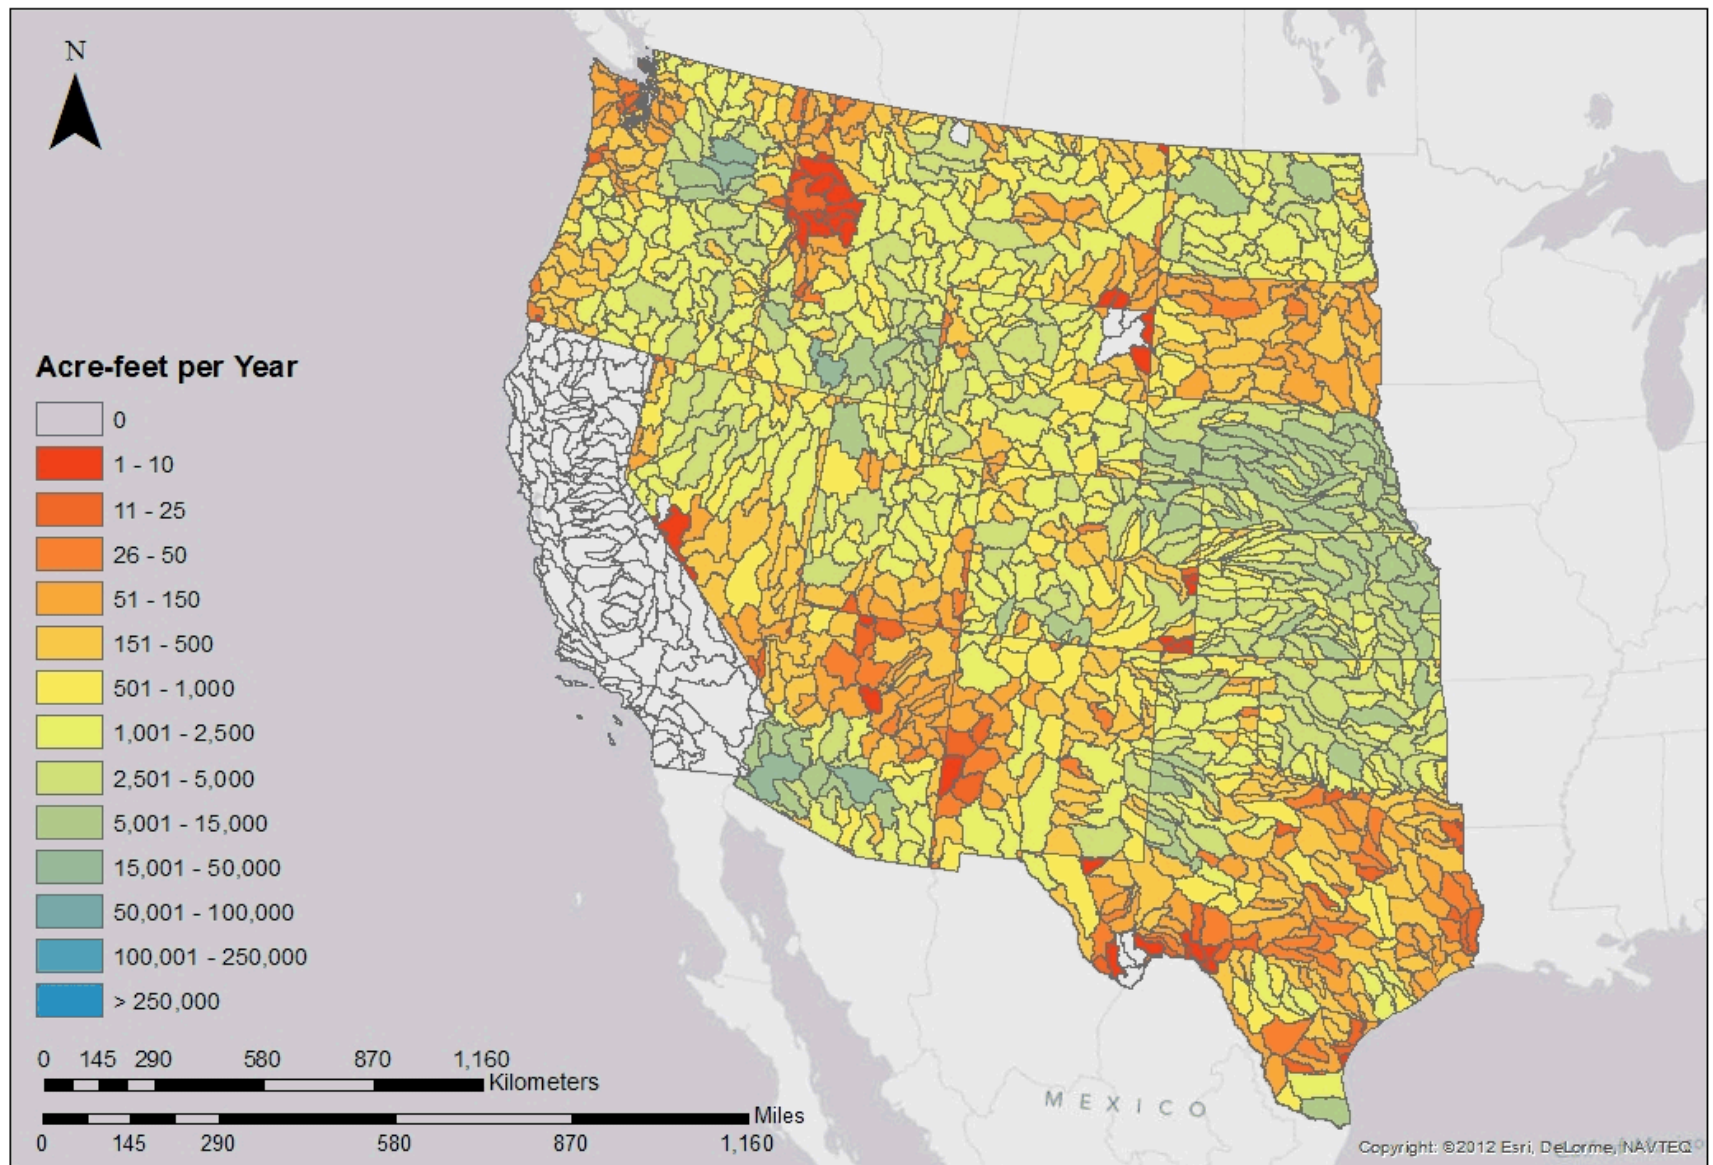 N
Acre-feet per Year
0
1 - 10
11 - 25
26 - 50
51 - 150
151 - 500
501 - 1,000
1,001 - 2,500
2,501 - 5,000
5,001 - 15,000
15,001 - 50,000
50,001 - 100,000
100,001 - 250,000
> 250,000
0 145 290 580 870 1,160
Kilometers
Miles
0 145 290 580 870 1,160
MEXICO
Copyright: ©2012 Esri, DeLorme, NAVTEQ